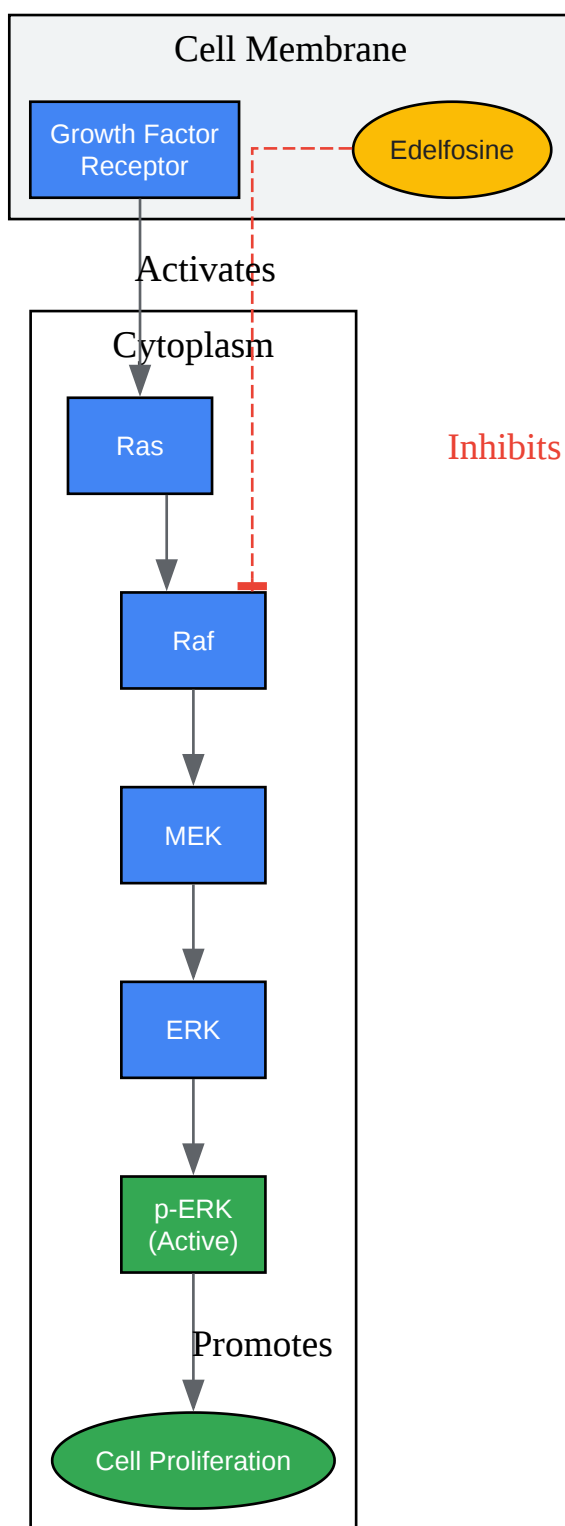 Cell Membrane
Growth Factor
Receptor
Edelfosine
Activates
Cytoplasm
Ras
Inhibits
Raf
MEK
ERK
p-ERK
(Active)
Promotes
Cell Proliferation